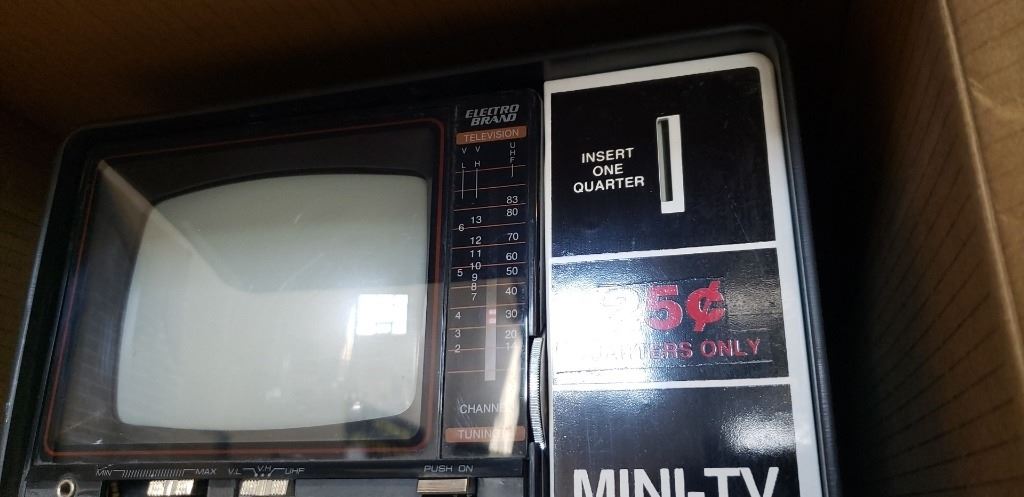 ELECTRO
BRAND
TELEVISION
V V U
L H H
F
83
13 80
6
12 70
11 60
5 10 50
9
8 40
7
4 30
3 20
2 14
CHANNEL
TUNING
MIN MAX V.L V.H UHF PUSH ON
INSERT
ONE
QUARTER
25¢
QUARTERS ONLY
MINI-TV